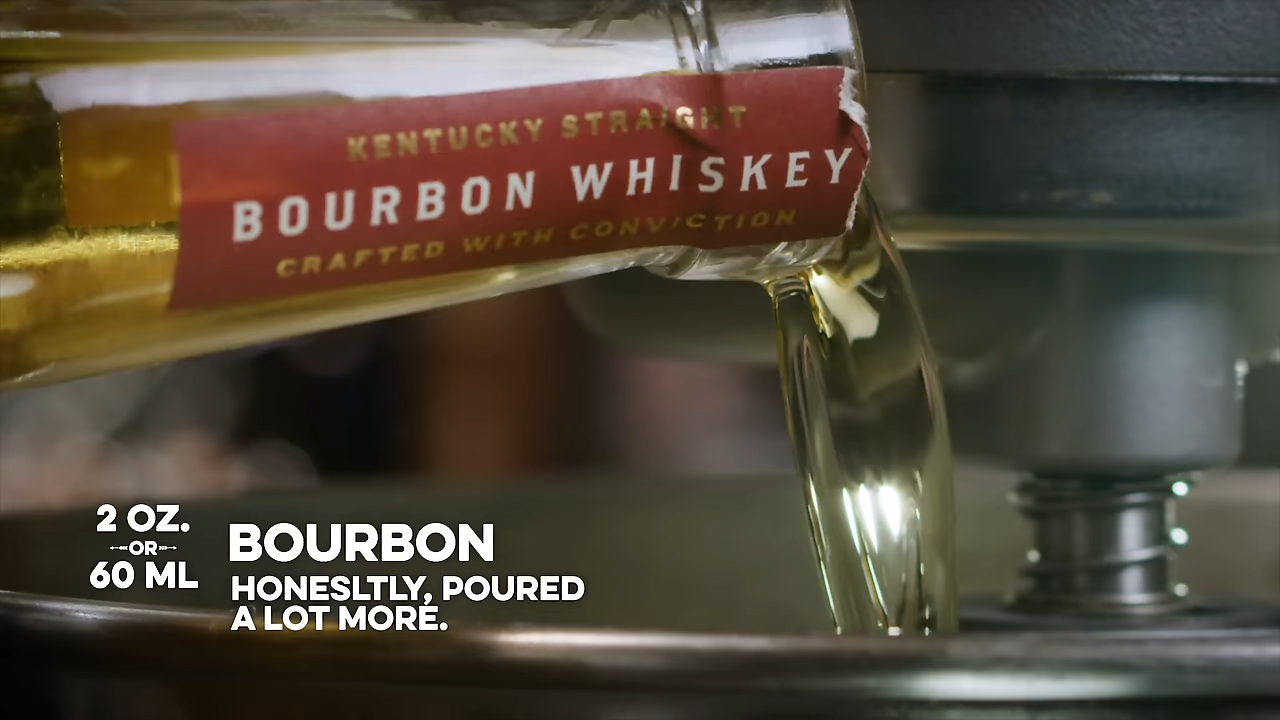 KENTUCKY STRAIGHT
BOURBON WHISKEY
CRAFTED WITH CONVICTION
2 OZ.
OR
60 ML
BOURBON
HONESLTLY, POURED
A LOT MORE.